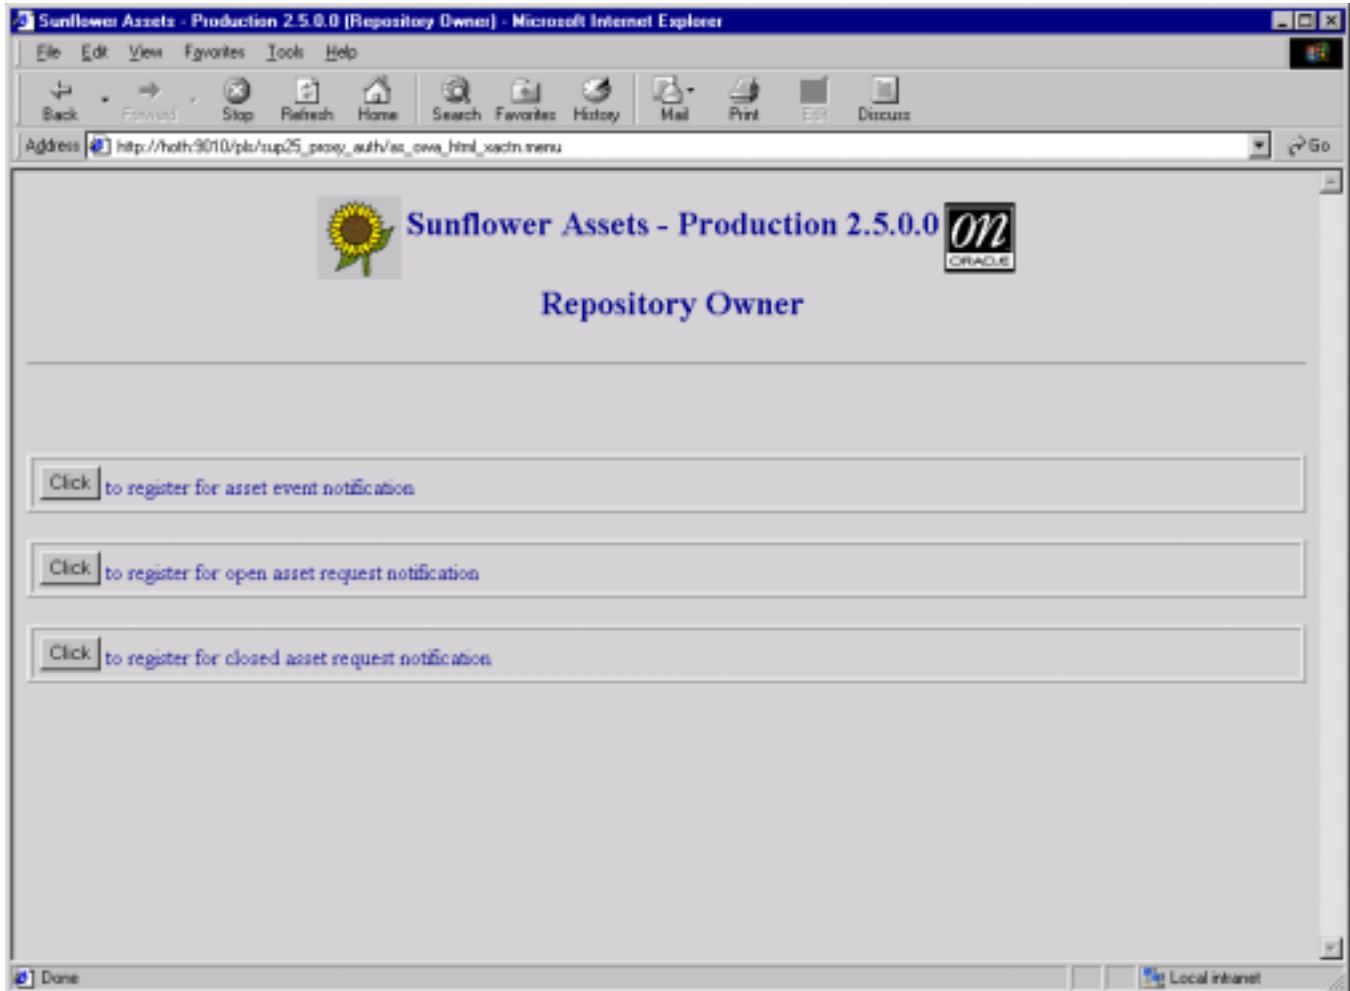 Sunflower Assets - Production 2.5.0.0 (Repository Owner) - Microsoft Internet Explorer
File Edit View Favorites Tools Help
Back Forward Stop Refresh Home Search Favorites History Mail Print Edit Discuss
Address http://hoth:9010/pls/sup25_proxy_auth/as_owa_html_xactn.menu Go
Sunflower Assets - Production 2.5.0.0 on ORACLE
Repository Owner
Click to register for asset event notification
Click to register for open asset request notification
Click to register for closed asset request notification
Done Local intranet